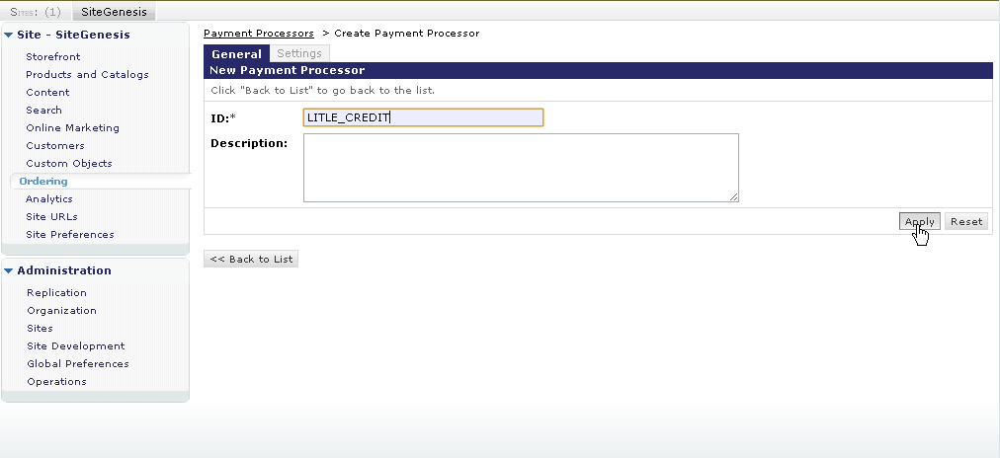 Sites: (1) SiteGenesis
Site - SiteGenesis
Storefront
Products and Catalogs
Content
Search
Online Marketing
Customers
Custom Objects
Ordering
Analytics
Site URLs
Site Preferences
Administration
Replication
Organization
Sites
Site Development
Global Preferences
Operations
Payment Processors > Create Payment Processor
General Settings
New Payment Processor
Click "Back to List" to go back to the list.
ID:* LITLE_CREDIT
Description:
Apply Reset
<< Back to List